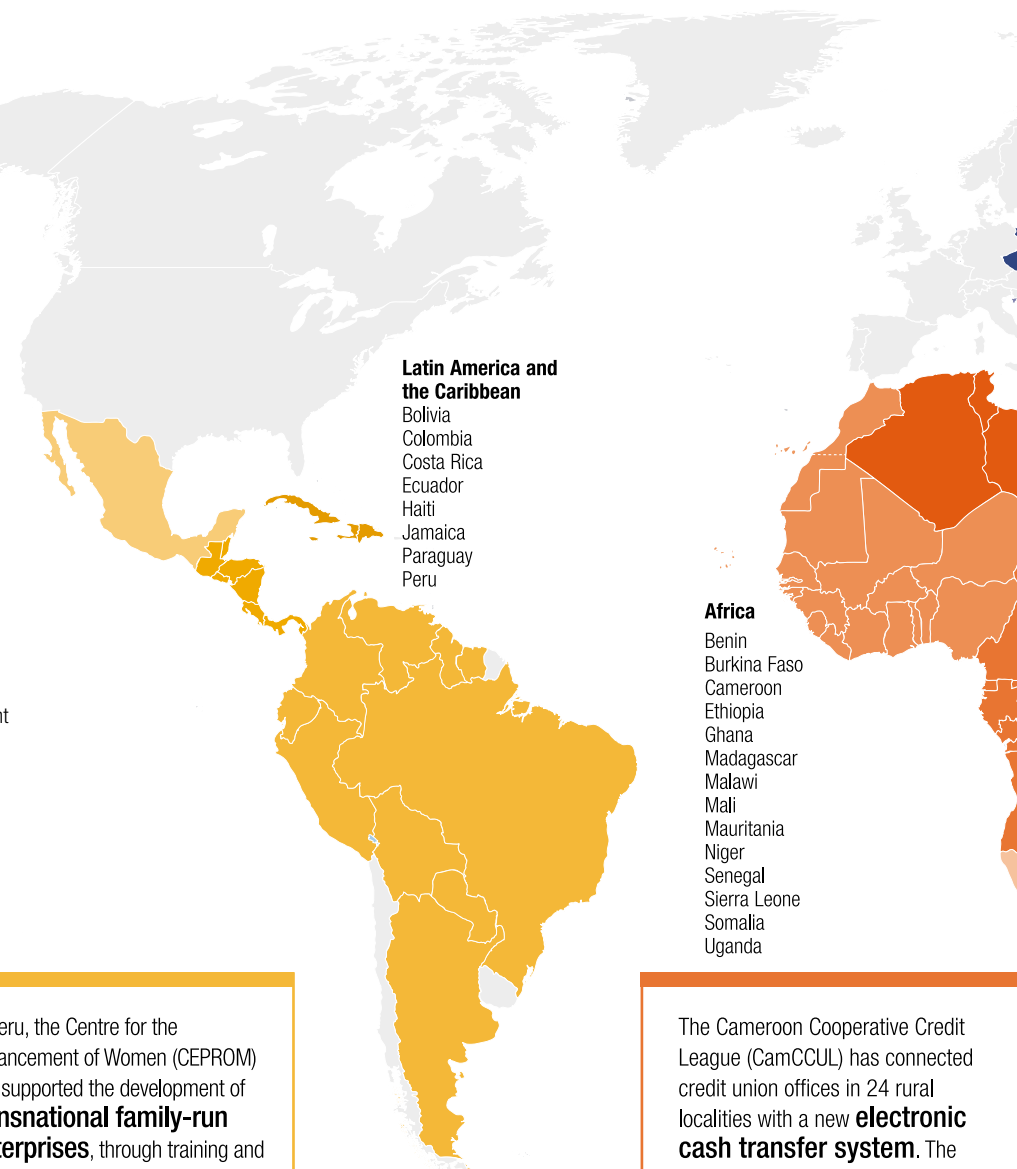 Latin America and
the Caribbean
Bolivia
Colombia
Costa Rica
Ecuador
Haiti
Jamaica
Paraguay
Peru
Africa
Benin
Burkina Faso
Cameroon
Ethiopia
Ghana
Madagascar
Malawi
Mali
Mauritania
Niger
Senegal
Sierra Leone
Somalia
Uganda
nt
eru, the Centre for the
ancement of Women (CEPROM)
supported the development of
nsnational family-run
terprises, through training and
The Cameroon Cooperative Credit
League (CamCCUL) has connected
credit union offices in 24 rural
localities with a new electronic
cash transfer system. The